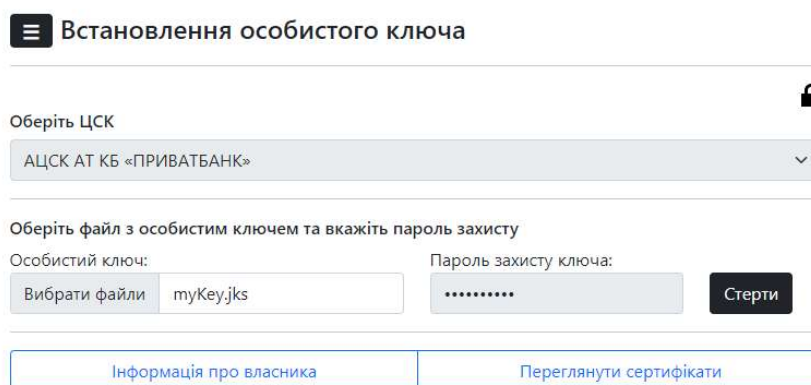 Встановлення особистого ключа
Оберіть ЦСК
АЦСК АТ КБ «ПРИВАТБАНК»
Оберіть файл з особистим ключем та вкажіть пароль захисту
Особистий ключ: Пароль захисту ключа:
Вибрати файли myKey.jks •••••••••• Стерти
Інформація про власника Переглянути сертифікати